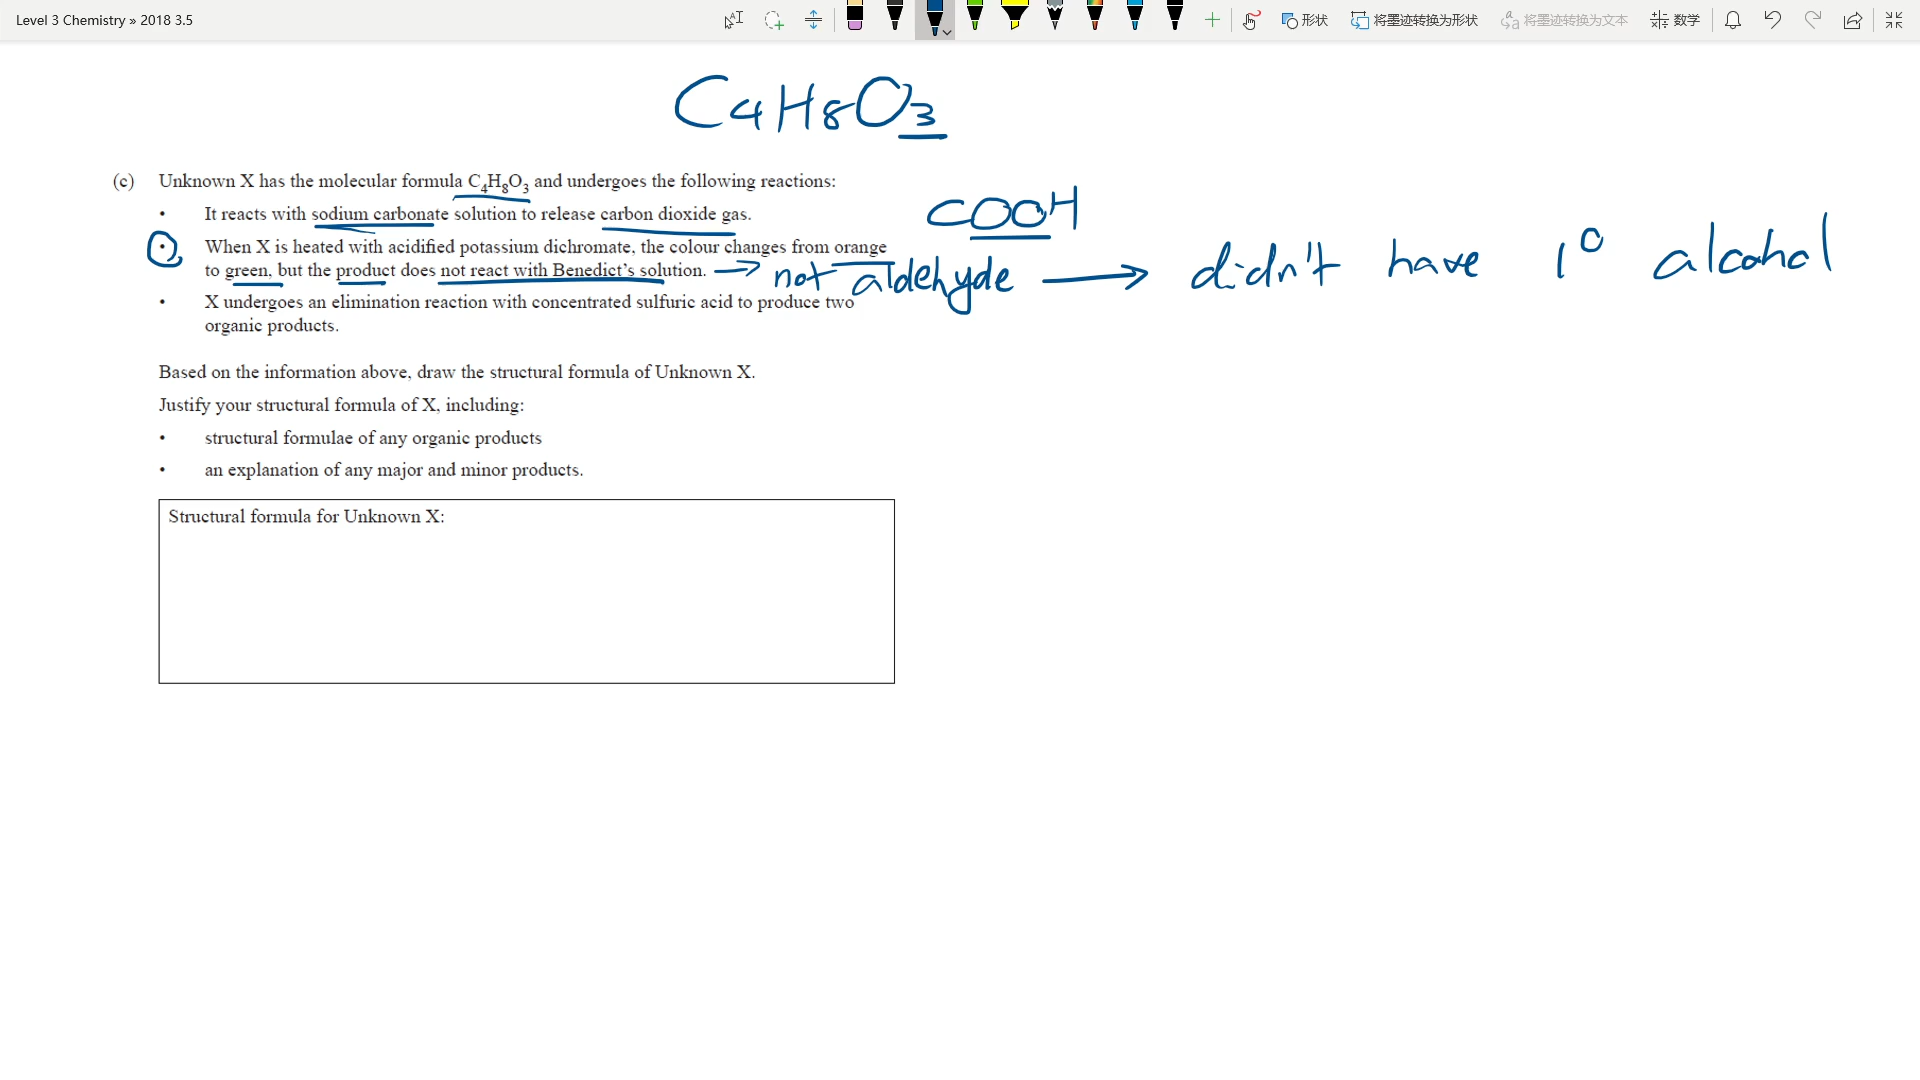 Level 3 Chemistry » 2018 3.5
形状
将墨迹转换为形状
将墨迹转换为文本
数学
C4H8O3
(c) Unknown X has the molecular formula C₄H₈O₃ and undergoes the following reactions:
• It reacts with sodium carbonate solution to release carbon dioxide gas.
COOH
• When X is heated with acidified potassium dichromate, the colour changes from orange
to green, but the product does not react with Benedict's solution. → not aldehyde → didn't have 1° alcohol
• X undergoes an elimination reaction with concentrated sulfuric acid to produce two
organic products.
Based on the information above, draw the structural formula of Unknown X.
Justify your structural formula of X, including:
• structural formulae of any organic products
• an explanation of any major and minor products.
Structural formula for Unknown X: